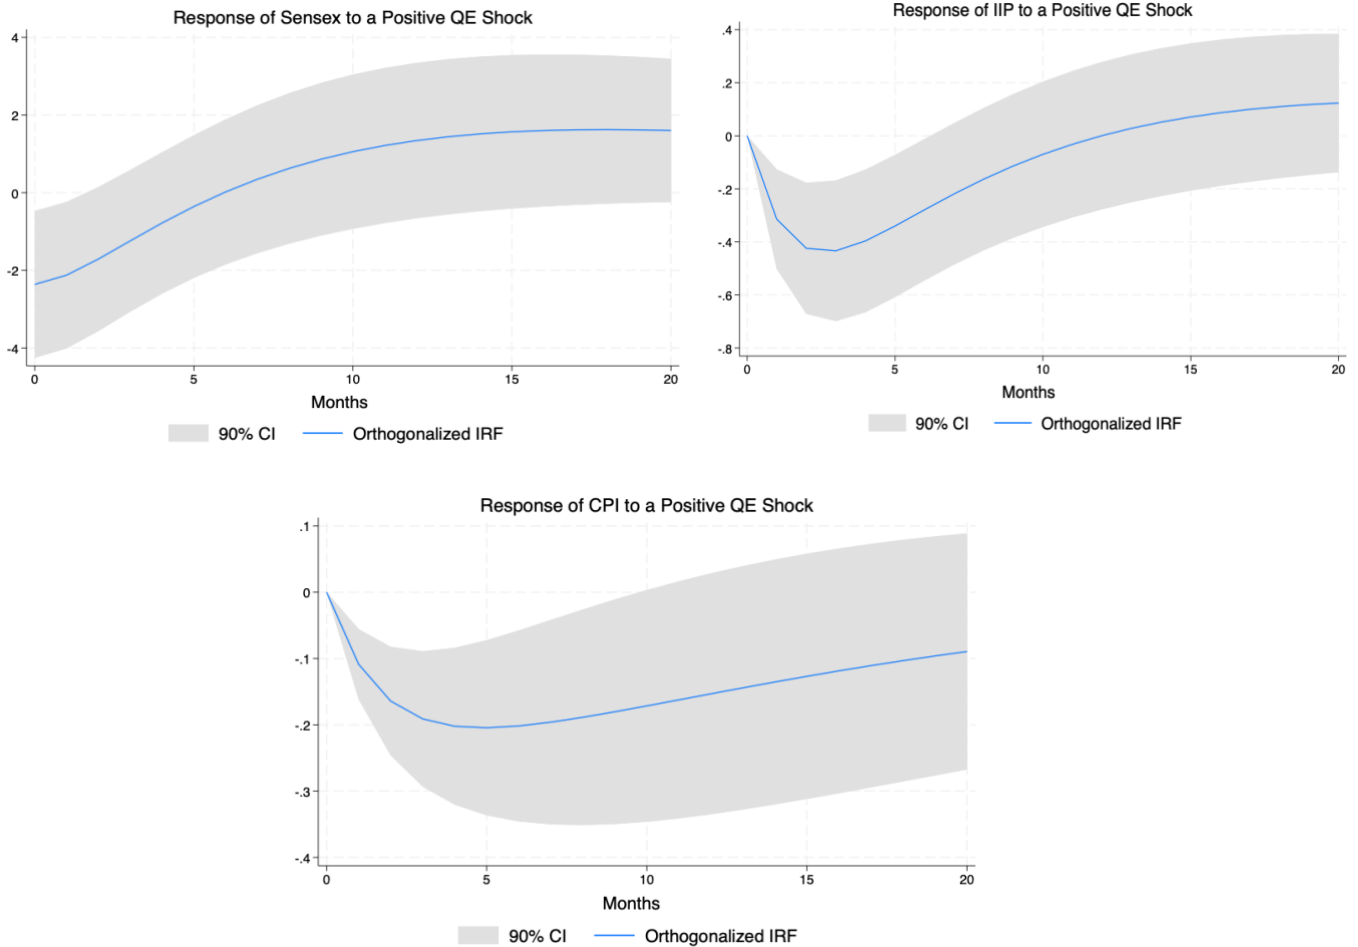 Response of Sensex to a Positive QE Shock
4
2
0
-2
-4
0 5 10 15 20
Months
90% CI Orthogonalized IRF
Response of IIP to a Positive QE Shock
.4
.2
0
-.2
-.4
-.6
-.8
0 5 10 15 20
Months
90% CI Orthogonalized IRF
Response of CPI to a Positive QE Shock
.1
0
-.1
-.2
-.3
-.4
0 5 10 15 20
Months
90% CI Orthogonalized IRF